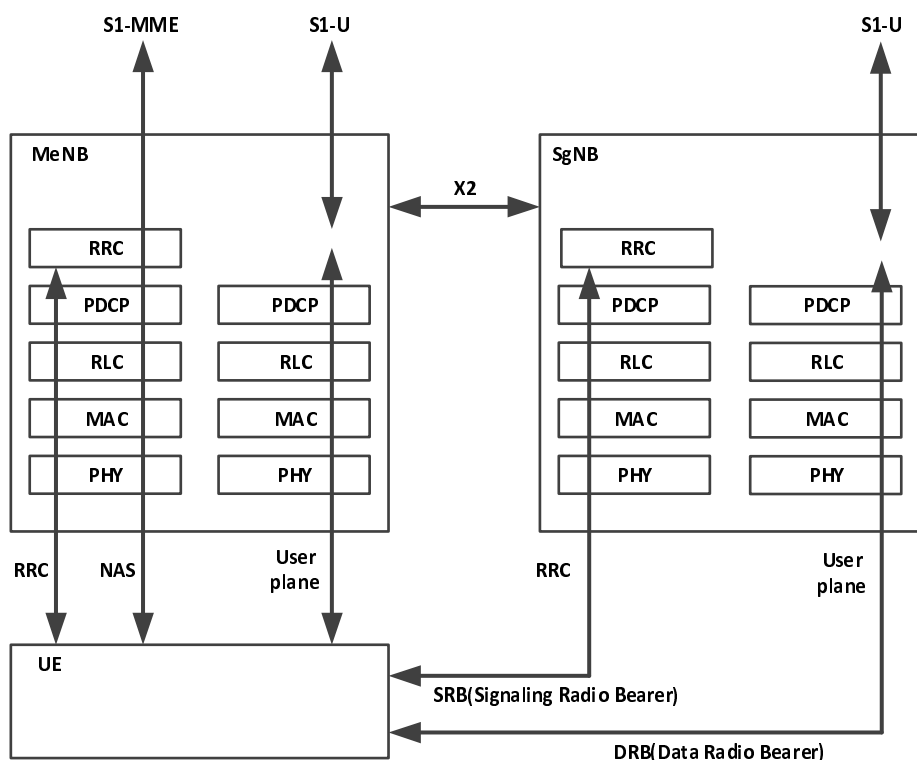 S1-MME
S1-U
S1-U
MeNB
SgNB
X2
RRC
RRC
PDCP
PDCP
PDCP
PDCP
RLC
RLC
RLC
RLC
MAC
MAC
MAC
MAC
PHY
PHY
PHY
PHY
RRC
NAS
User
plane
RRC
User
plane
UE
SRB(Signaling Radio Bearer)
DRB(Data Radio Bearer)